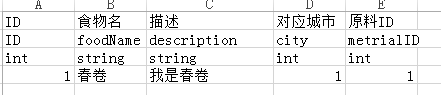 A B C D E
ID 食物名 描述 对应城市 原料ID
ID foodName description city metrialID
int string string int int
1 春卷 我是春卷 1 1